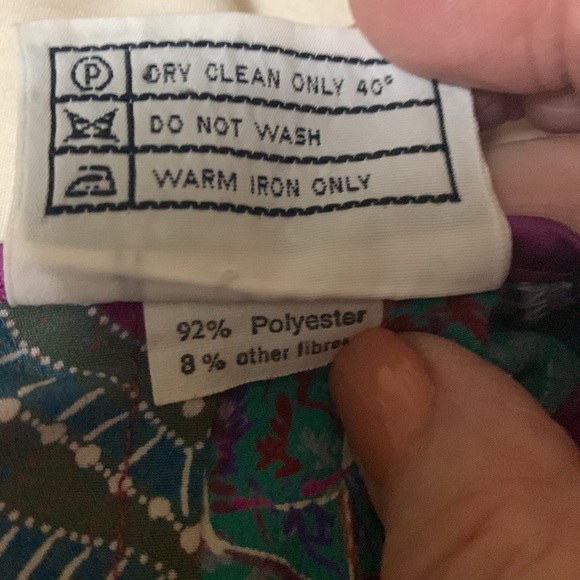 P
DRY CLEAN ONLY 40°
DO NOT WASH
WARM IRON ONLY
92% Polyester
8% other fibres